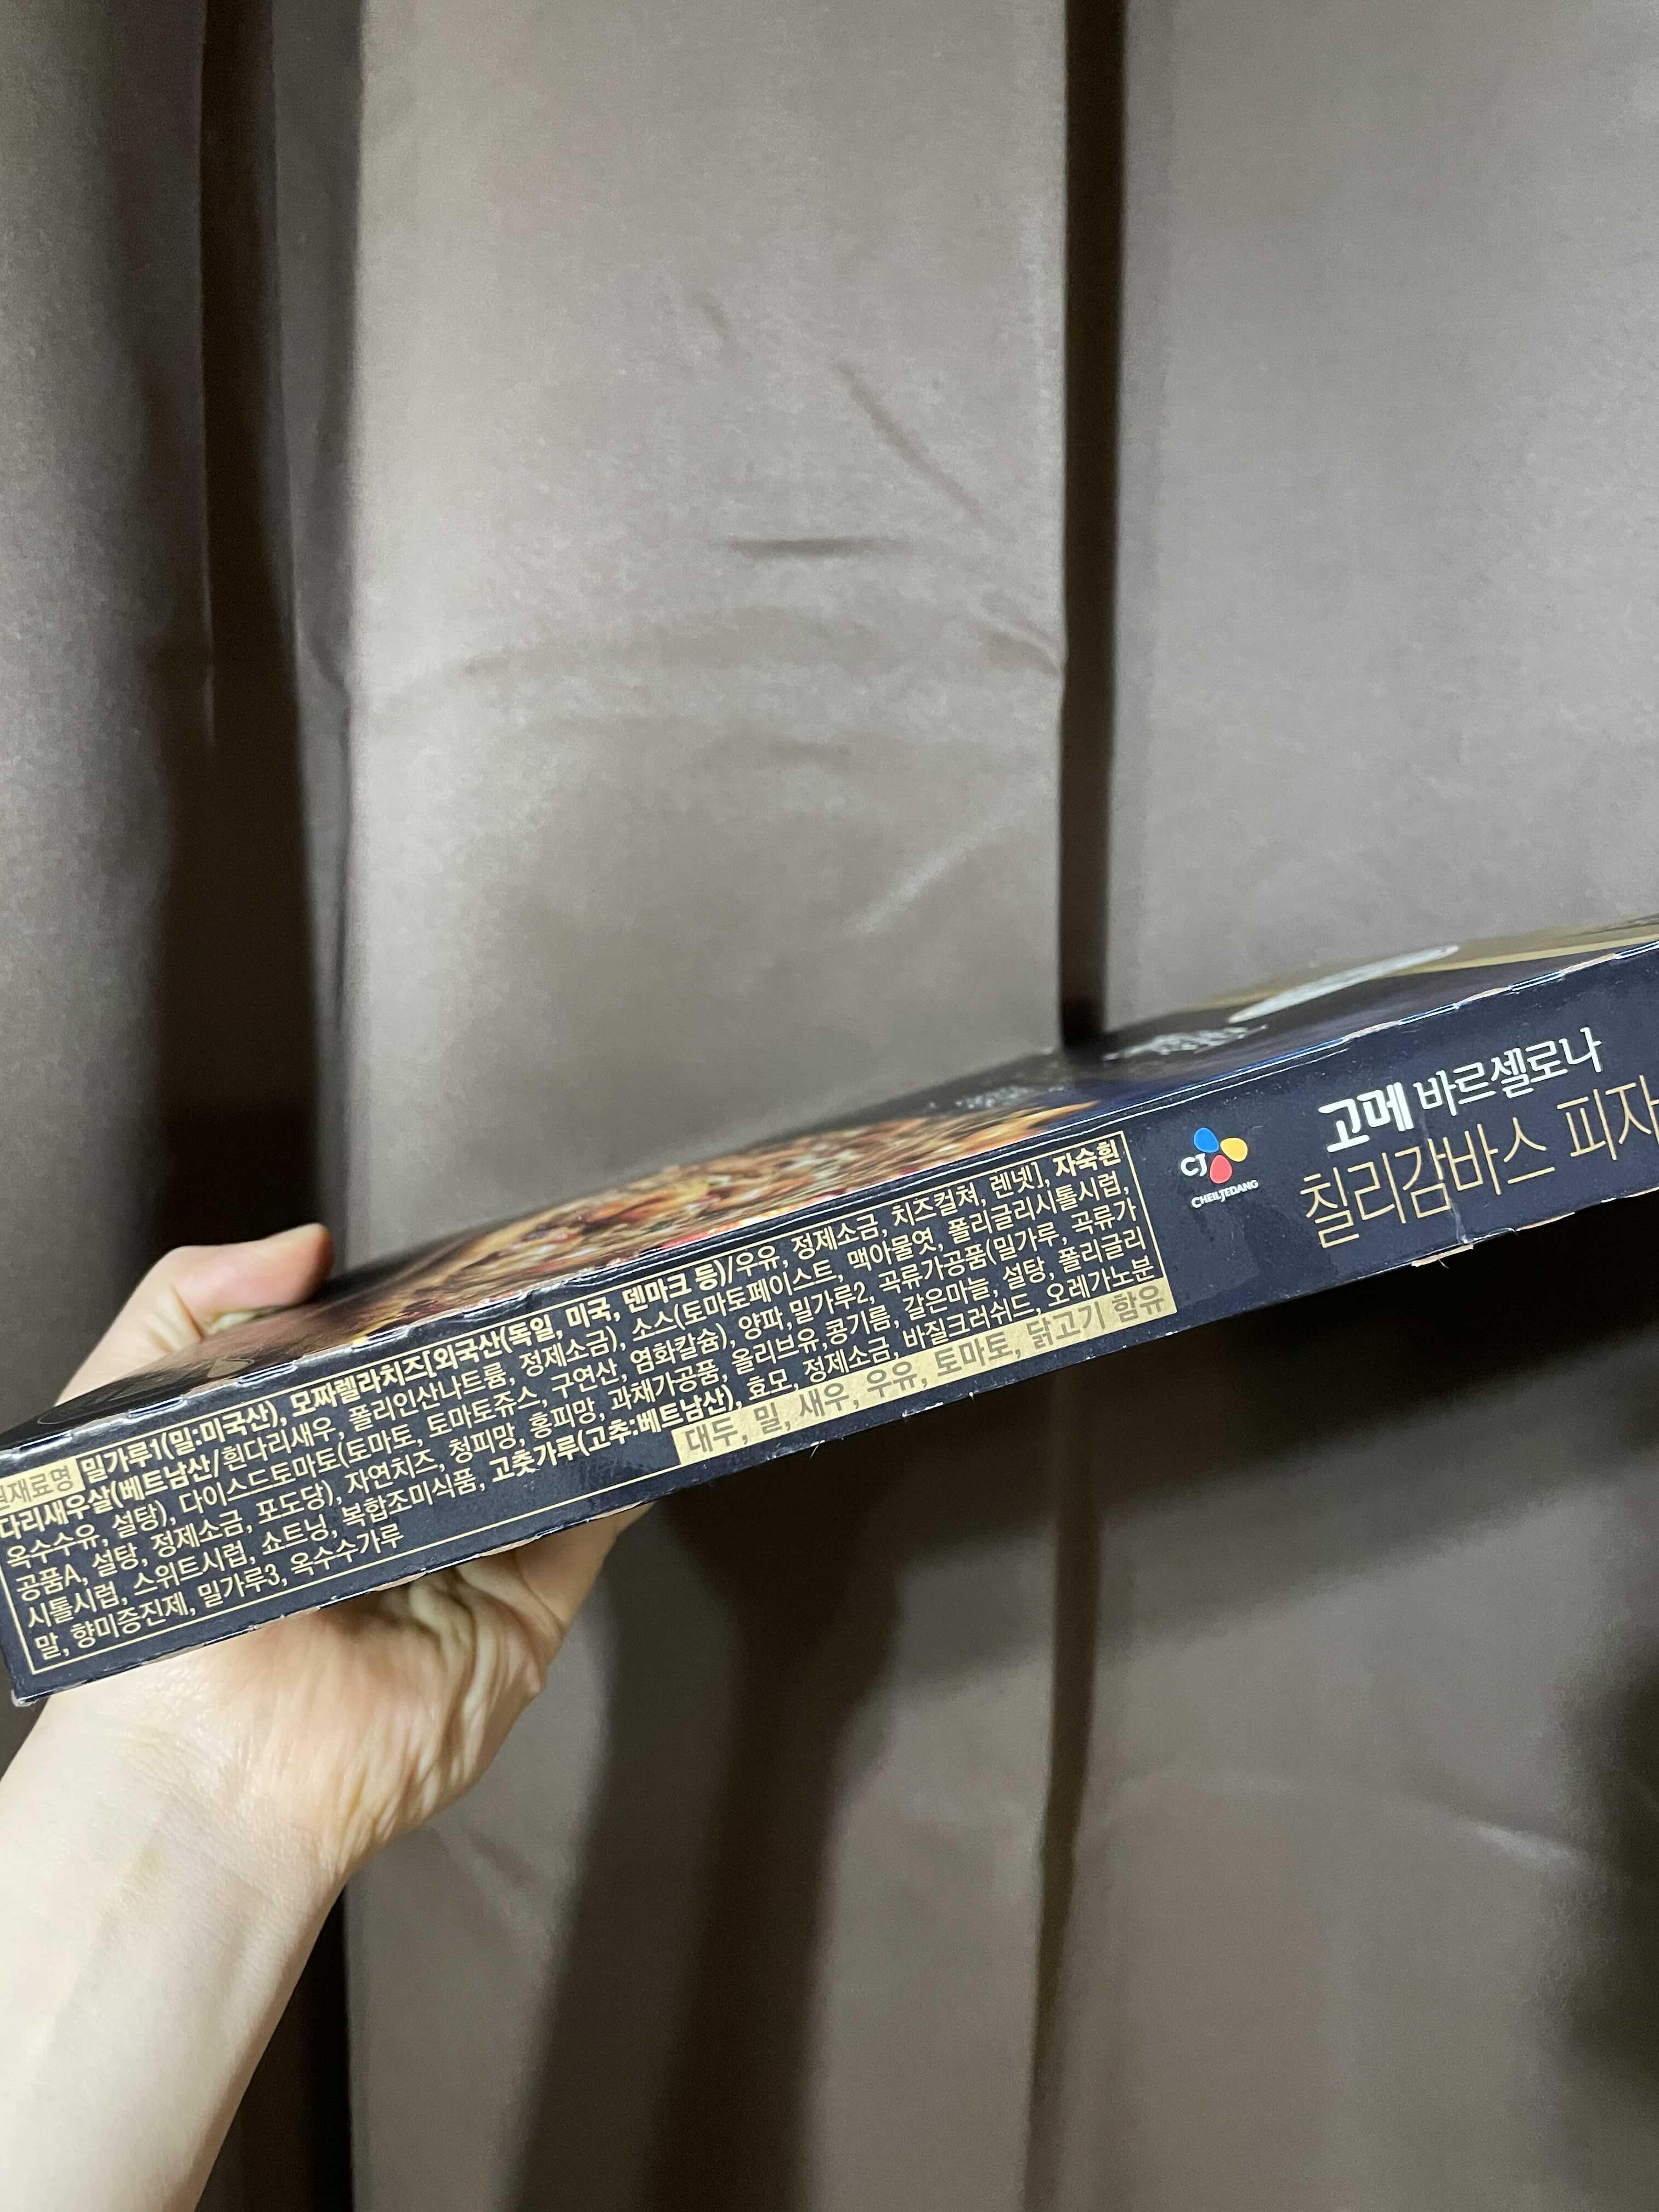 원재료명 밀가루1(밀:미국산), 모짜렐라치즈[외국산(독일, 미국, 덴마크 등)/우유, 정제소금, 치즈컬쳐, 렌넷], 자숙흰
다리새우살(베트남산/흰다리새우, 폴리인산나트륨, 정제소금), 소스(토마토페이스트, 맥아물엿, 폴리글리시톨시럽,
옥수수유, 설탕), 다이스드토마토(토마토, 토마토쥬스, 구연산, 염화칼슘), 양파,밀가루2, 곡류가공품(밀가루, 곡류가
공품A, 설탕, 정제소금, 포도당), 자연치즈, 청피망, 홍피망, 과채가공품, 올리브유,콩기름, 갈은마늘, 설탕, 폴리글리
시톨시럽, 스위트시럽, 쇼트닝, 복합조미식품, 고춧가루(고추:베트남산), 효모, 정제소금, 바질크러쉬드, 오레가노분
말, 향미증진제, 밀가루3, 옥수수가루
대두, 밀, 새우, 우유, 토마토, 닭고기 함유
CJ
CHEILJEDANG
고메 바르셀로나
칠리감바스 피자